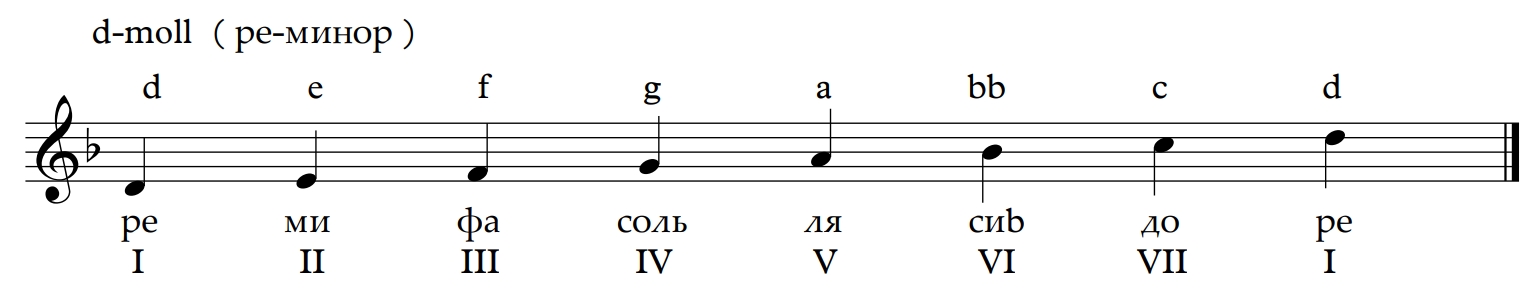 d-moll ( ре-минор )
d e f g a bb c d
ре ми фа соль ля сиb до ре
I II III IV V VI VII I